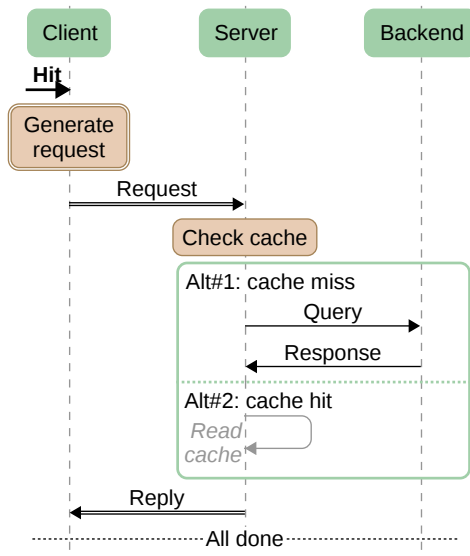 Client Server Backend
Hit
Generate
request
Request
Check cache
Alt#1: cache miss
Query
Response
Alt#2: cache hit
Read
cache
Reply
All done